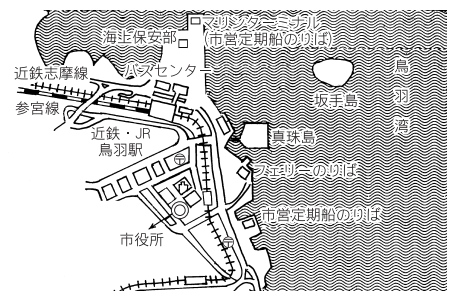 マリンターミナル
(市営定期船のりば)
海上保安部
バスセンター
近鉄志摩線
参宮線
近鉄・JR
鳥羽駅
坂手島
鳥羽湾
真珠島
フェリーのりば
市営定期船のりば
市役所